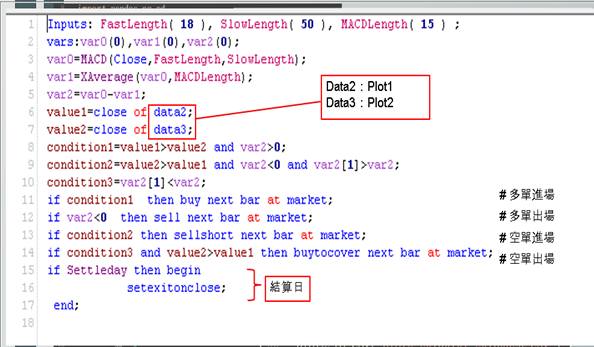 1 Inputs: FastLength( 18 ), SlowLength( 50 ), MACDLength( 15 ) ;
2 vars:var0(0),var1(0),var2(0);
3 var0=MACD(Close,FastLength,SlowLength);
4 var1=XAverage(var0,MACDLength);
5 var2=var0-var1;
Data2：Plot1
Data3：Plot2
6 value1=close of data2;
7 value2=close of data3;
8 condition1=value1>value2 and var2>0;
9 condition2=value2>value1 and var2<0 and var2[1]>var2;
10 condition3=var2[1]<var2;
11 if condition1 then buy next bar at market; #多單進場
12 if var2<0 then sell next bar at market; #多單出場
13 if condition2 then sellshort next bar at market; #空單進場
14 if condition3 and value2>value1 then buytocover next bar at market; #空單出場
15 if Settleday then begin
16 setexitonclose; 結算日
17 end;
18